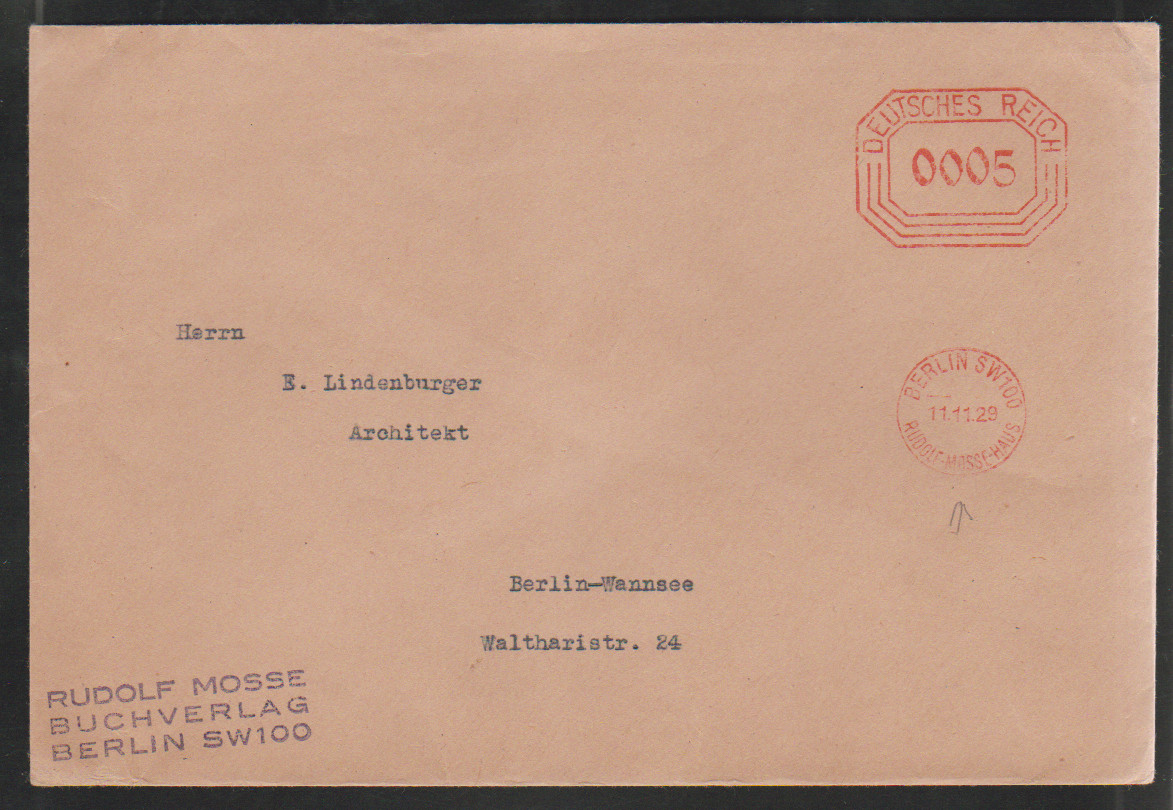 DEUTSCHES REICH
0005
Herrn
E. Lindenburger
Architekt
BERLIN SW100
11.11.29
RUDOLF-MOSSE-HAUS
Berlin-Wannsee
Waltharistr. 24
RUDOLF MOSSE
BUCHVERLAG
BERLIN SW100